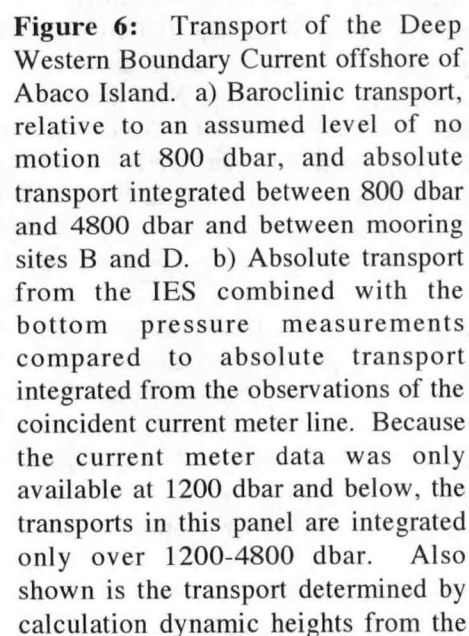 Figure 6: Transport of the Deep
Western Boundary Current offshore of
Abaco Island. a) Baroclinic transport,
relative to an assumed level of no
motion at 800 dbar, and absolute
transport integrated between 800 dbar
and 4800 dbar and between mooring
sites B and D. b) Absolute transport
from the IES combined with the
bottom pressure measurements
compared to absolute transport
integrated from the observations of the
coincident current meter line. Because
the current meter data was only
available at 1200 dbar and below, the
transports in this panel are integrated
only over 1200-4800 dbar. Also
shown is the transport determined by
calculation dynamic heights from the